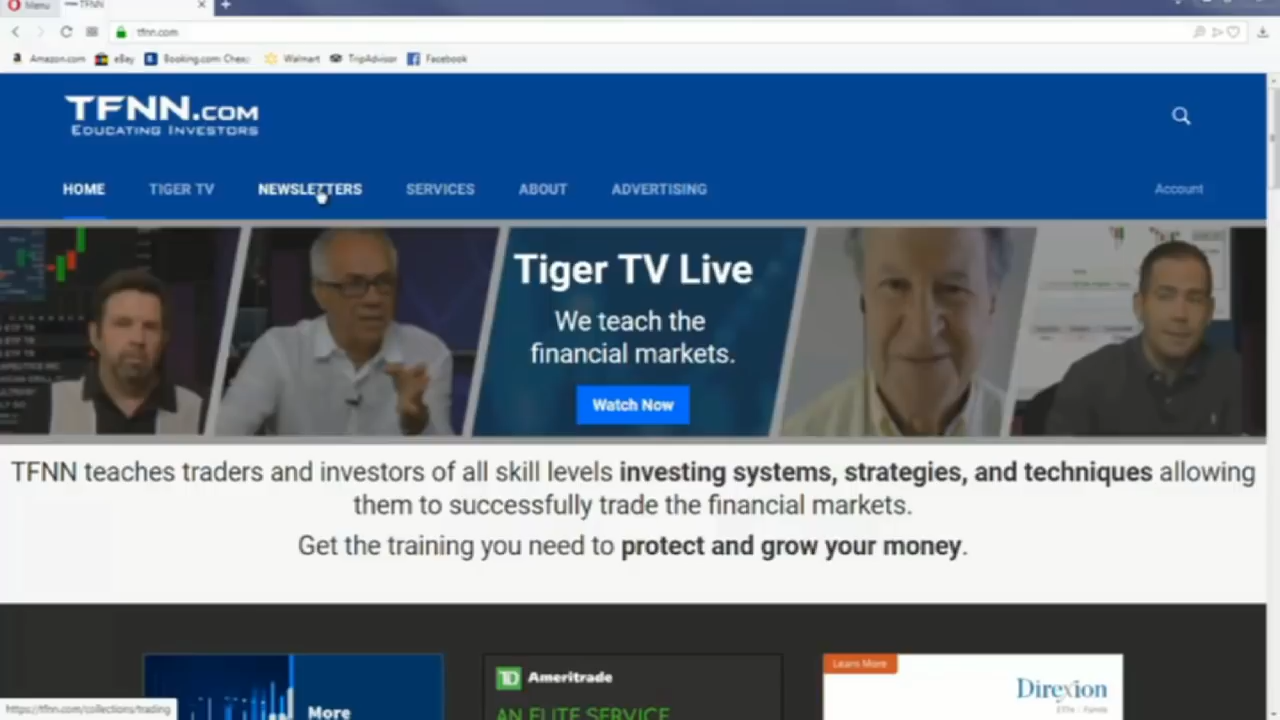 Menu
TFNN
tfnn.com
Amazon.com eBay Booking.com: Cheap Walmart TripAdvisor Facebook
TFNN.COM
EDUCATING INVESTORS
HOME TIGER TV NEWSLETTERS SERVICES ABOUT ADVERTISING Account
Tiger TV Live
We teach the
financial markets.
Watch Now
TFNN teaches traders and investors of all skill levels investing systems, strategies, and techniques allowing
them to successfully trade the financial markets.
Get the training you need to protect and grow your money.
More
TD Ameritrade
AN ELITE SERVICE
Learn More
Direxion
https://tfnn.com/collections/trading